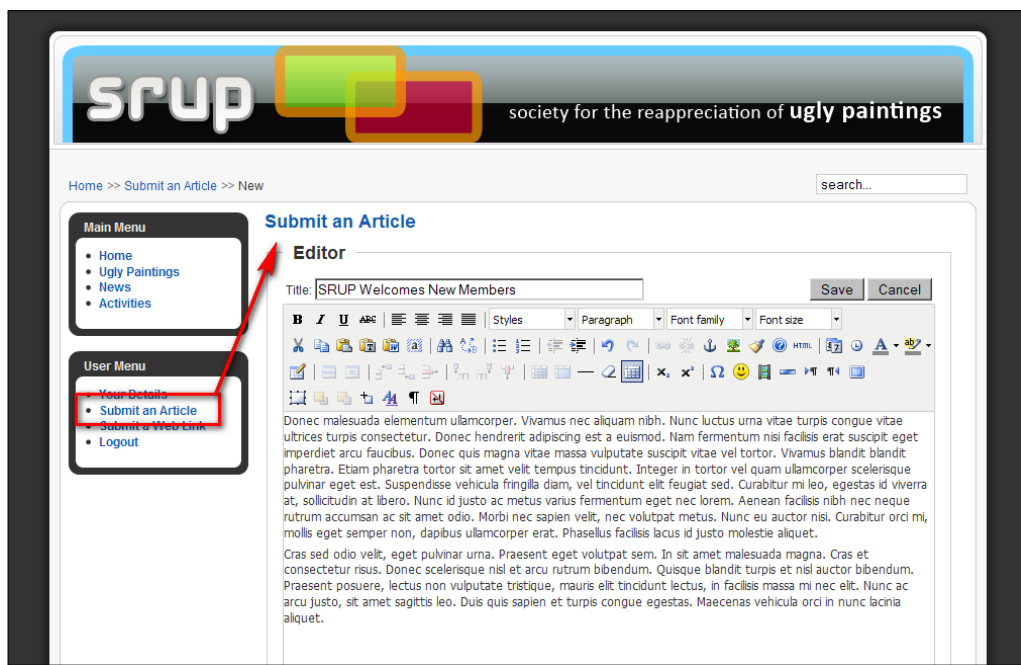 srup
society for the reappreciation of ugly paintings
Home >> Submit an Article >> New
search...
Main Menu
Home
Ugly Paintings
News
Activities
User Menu
Your Details
Submit an Article
Submit a Web Link
Logout
Submit an Article
Editor
Title: SRUP Welcomes New Members
Save Cancel
B I U ABC Styles Paragraph Font family Font size
HTML A ab
Donec malesuada elementum ullamcorper. Vivamus nec aliquam nibh. Nunc luctus urna vitae turpis congue vitae
ultrices turpis consectetur. Donec hendrerit adipiscing est a euismod. Nam fermentum nisi facilisis erat suscipit eget
imperdiet arcu faucibus. Donec quis magna vitae massa vulputate suscipit vitae vel tortor. Vivamus blandit blandit
pharetra. Etiam pharetra tortor sit amet velit tempus tincidunt. Integer in tortor vel quam ullamcorper scelerisque
pulvinar eget est. Suspendisse vehicula fringilla diam, vel tincidunt elit feugiat sed. Curabitur mi leo, egestas id viverra
at, sollicitudin at libero. Nunc id justo ac metus varius fermentum eget nec lorem. Aenean facilisis nibh nec neque
rutrum accumsan ac sit amet odio. Morbi nec sapien velit, nec volutpat metus. Nunc eu auctor nisi. Curabitur orci mi,
mollis eget semper non, dapibus ullamcorper erat. Phasellus facilisis lacus id justo molestie aliquet.
Cras sed odio velit, eget pulvinar urna. Praesent eget volutpat sem. In sit amet malesuada magna. Cras et
consectetur risus. Donec scelerisque nisl et arcu rutrum bibendum. Quisque blandit turpis et nisl auctor bibendum.
Praesent posuere, lectus non vulputate tristique, mauris elit tincidunt lectus, in facilisis massa mi nec elit. Nunc ac
arcu justo, sit amet sagittis leo. Duis quis sapien et turpis congue egestas. Maecenas vehicula orci in nunc lacinia
aliquet.